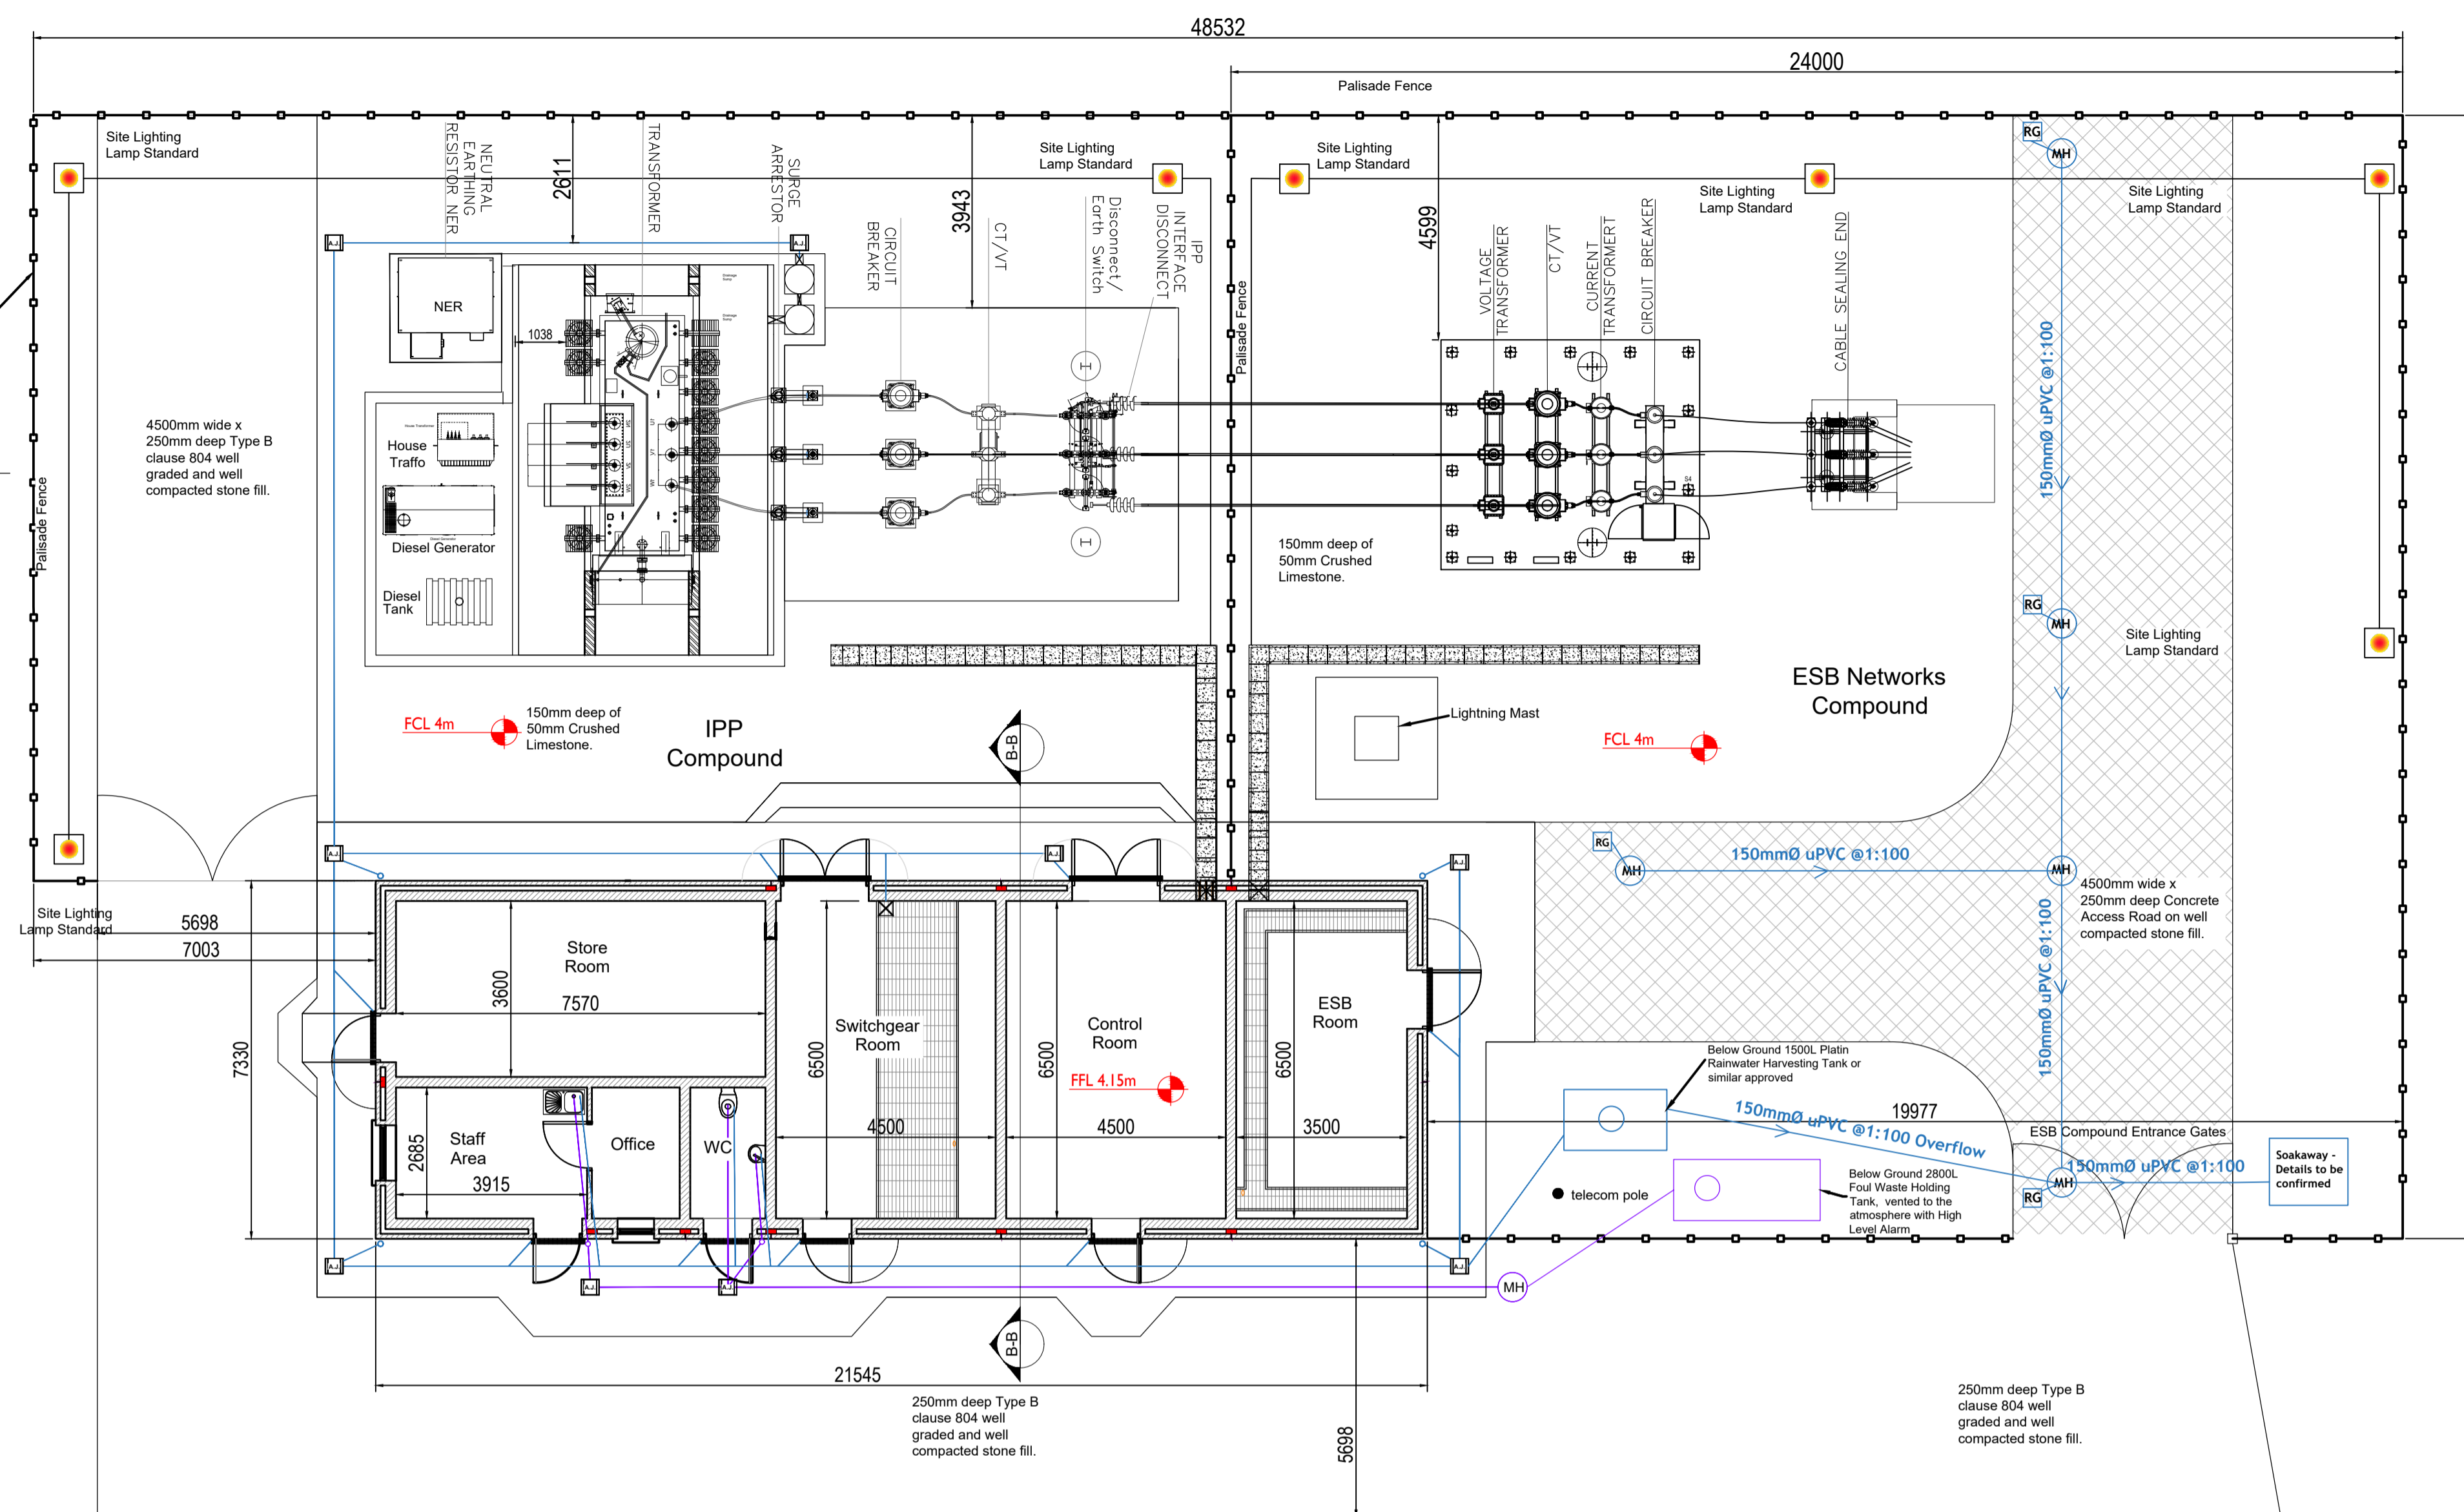 48532
24000
Palisade Fence
Site Lighting
Lamp Standard
NEUTRAL
EARTHING
RESISTOR NER
2611
TRANSFORMER
SURGE
ARRESTOR
CIRCUIT
BREAKER
3943
CT/VT
Site Lighting
Lamp Standard
Disconnect/
Earth Switch
IPP
INTERFACE
DISCONNECT
Palisade Fence
Site Lighting
Lamp Standard
4599
VOLTAGE
TRANSFORMER
CT/VT
CURRENT
TRANSFORMERT
CIRCUIT BREAKER
Site Lighting
Lamp Standard
CABLE SEALING END
RG
MH
Site Lighting
Lamp Standard
A.J.
A.J.
NER
1038
House
Traffo
Diesel Generator
Diesel
Tank
4500mm wide x
250mm deep Type B
clause 804 well
graded and well
compacted stone fill.
Palisade Fence
150mm deep of
50mm Crushed
Limestone.
S4
150mmØ uPVC @1:100
RG
MH
Site Lighting
Lamp Standard
FCL 4m
150mm deep of
50mm Crushed
Limestone.
IPP
Compound
B-B
Lightning Mast
ESB Networks
Compound
FCL 4m
A.J.
A.J.
A.J.
RG
MH
150mmØ uPVC @1:100
MH
4500mm wide x
250mm deep Concrete
Access Road on well
compacted stone fill.
150mmØ uPVC @1:100
Site Lighting
Lamp Standard
5698
7003
7330
Store
Room
3600
7570
Switchgear
Room
6500
4500
Control
Room
6500
FFL 4.15m
4500
ESB
Room
6500
3500
Staff
Area
2685
3915
Office
WC
Below Ground 1500L Platin
Rainwater Harvesting Tank or
similar approved
150mmØ uPVC @1:100 Overflow
19977
ESB Compound Entrance Gates
150mmØ uPVC @1:100
MH
RG
Soakaway -
Details to be
confirmed
telecom pole
Below Ground 2800L
Foul Waste Holding
Tank, vented to the
atmosphere with High
Level Alarm
A.J.
A.J.
A.J.
A.J.
MH
B-B
21545
250mm deep Type B
clause 804 well
graded and well
compacted stone fill.
5698
250mm deep Type B
clause 804 well
graded and well
compacted stone fill.